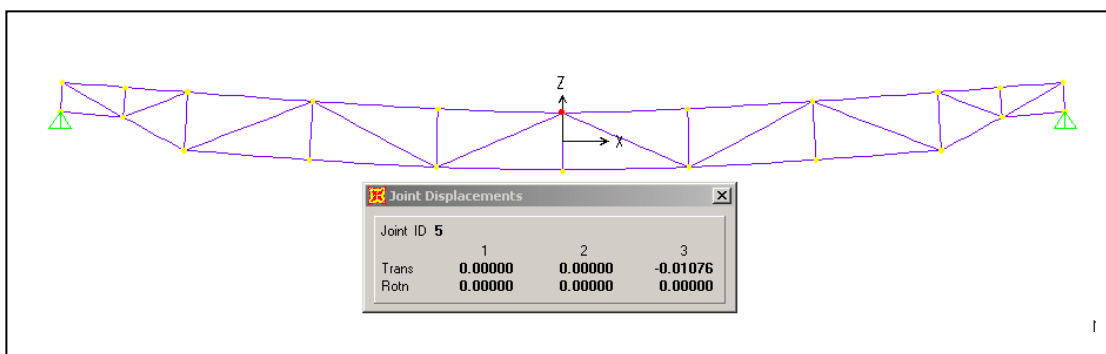 Z
X
Joint Displacements
Joint ID 5
1 2 3
Trans 0.00000 0.00000 -0.01076
Rotn 0.00000 0.00000 0.00000